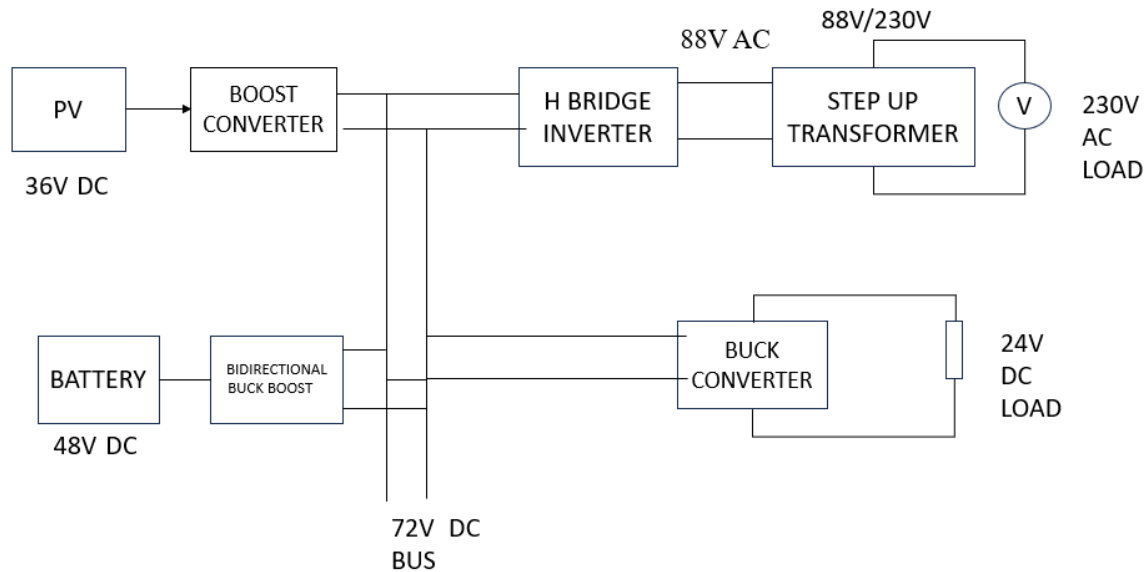 88V/230V
88V AC
PV
BOOST
CONVERTER
H BRIDGE
INVERTER
STEP UP
TRANSFORMER
V
230V
AC
LOAD
36V DC
BATTERY
BIDIRECTIONAL
BUCK BOOST
BUCK
CONVERTER
24V
DC
LOAD
48V DC
72V DC
BUS